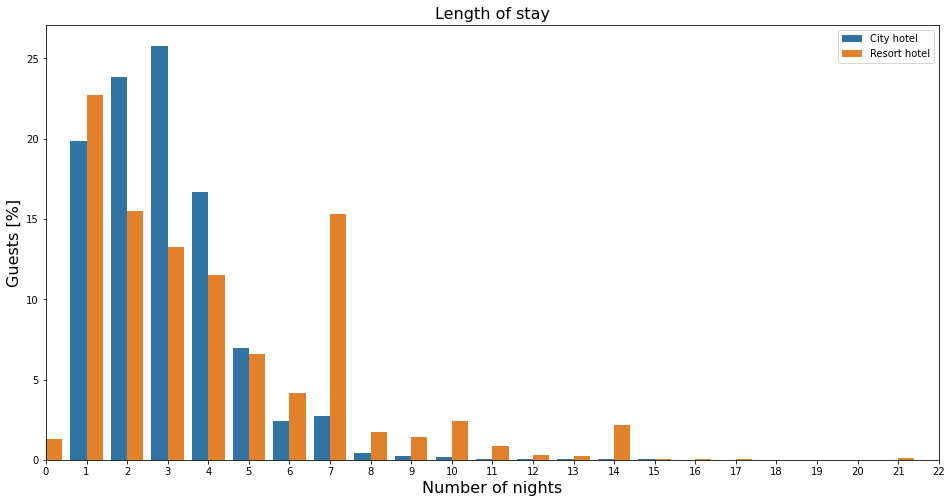 Length of stay
City hotel
Resort hotel
Guests [%]
25
20
15
10
5
0
0 1 2 3 4 5 6 7 8 9 10 11 12 13 14 15 16 17 18 19 20 21 22
Number of nights